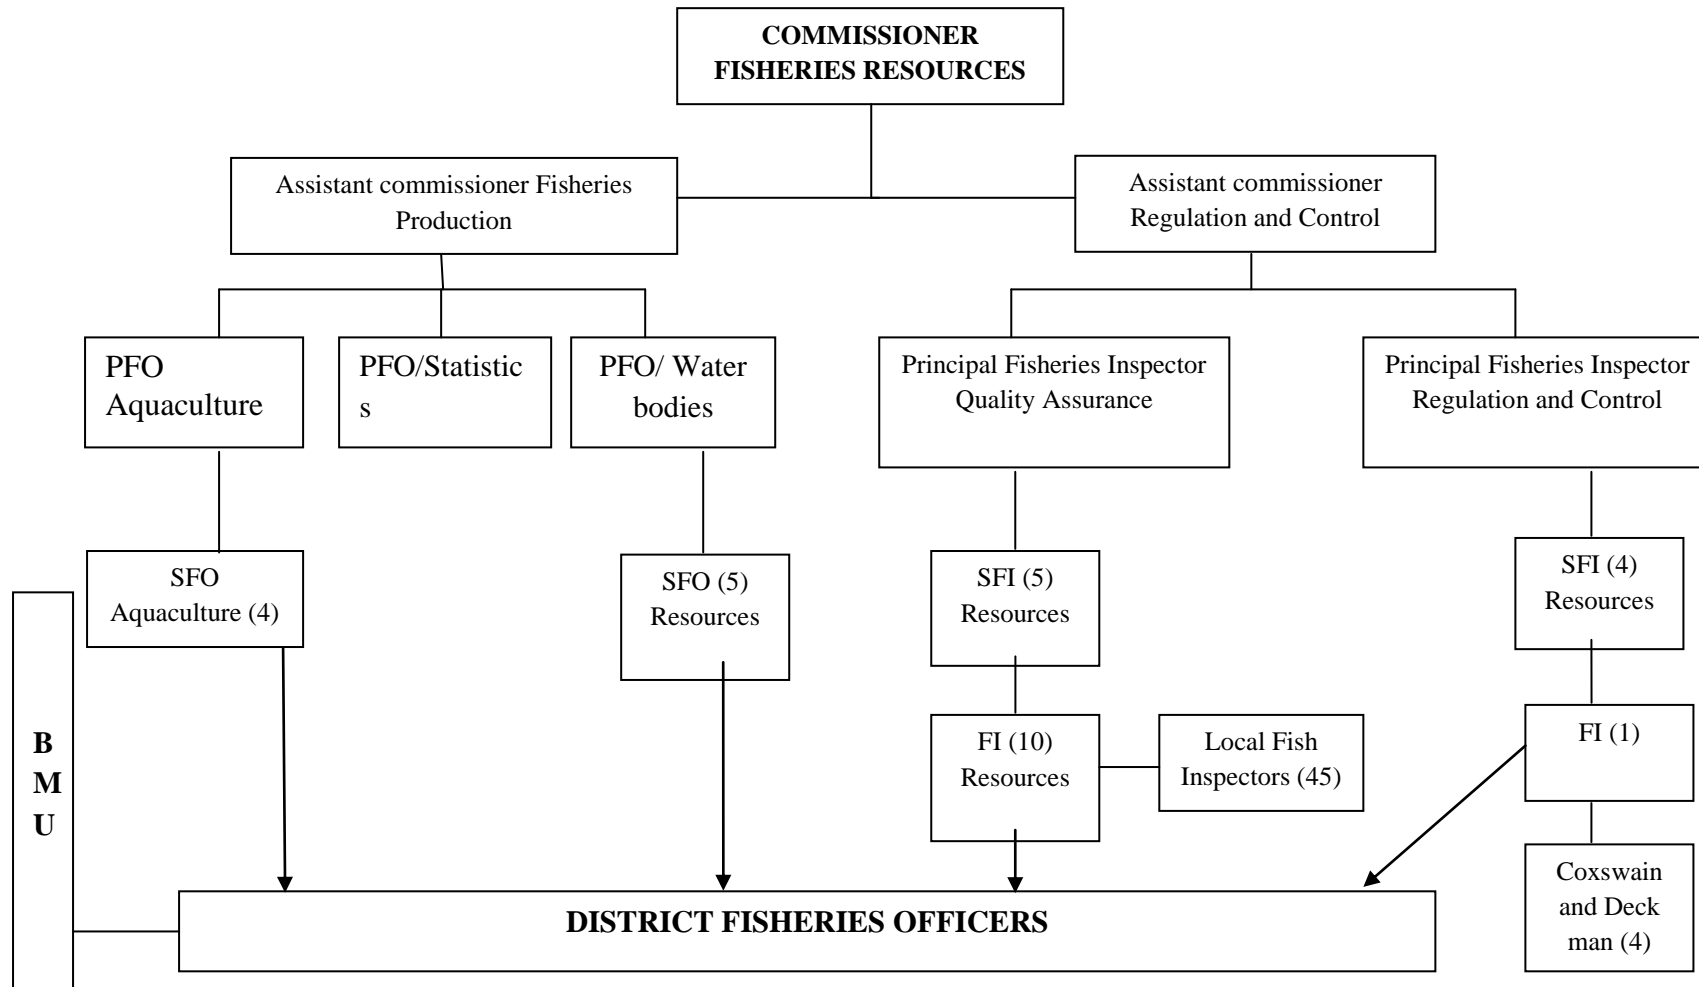 COMMISSIONER
FISHERIES RESOURCES
Assistant commissioner Fisheries
Production
Assistant commissioner
Regulation and Control
PFO
Aquaculture
PFO/Statistic
s
PFO/ Water
bodies
Principal Fisheries Inspector
Quality Assurance
Principal Fisheries Inspector
Regulation and Control
SFO
Aquaculture (4)
SFO (5)
Resources
SFI (5)
Resources
SFI (4)
Resources
B
M
U
FI (10)
Resources
Local Fish
Inspectors (45)
FI (1)
Coxswain
and Deck
man (4)
DISTRICT FISHERIES OFFICERS